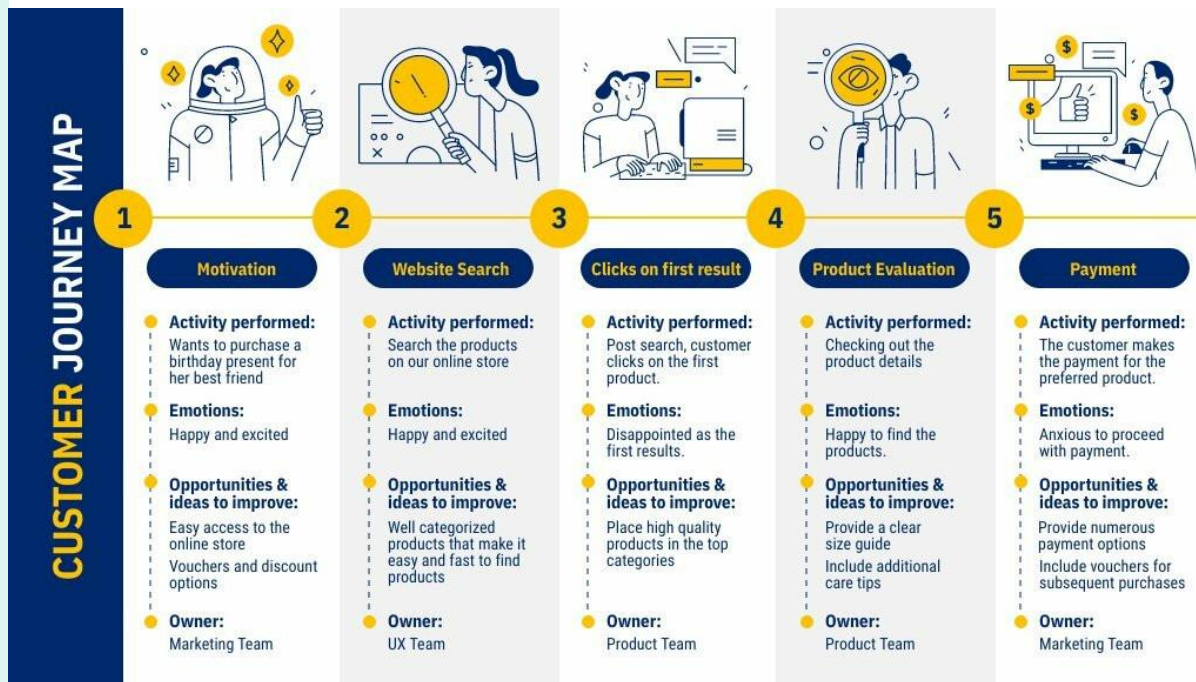 CUSTOMER JOURNEY MAP
1
Motivation
Activity performed:
Wants to purchase a
birthday present for
her best friend
Emotions:
Happy and excited
Opportunities &
ideas to improve:
Easy access to the
online store
Vouchers and discount
options
Owner:
Marketing Team
2
Website Search
Activity performed:
Search the products
on our online store
Emotions:
Happy and excited
Opportunities &
ideas to improve:
Well categorized
products that make it
easy and fast to find
products
Owner:
UX Team
3
Clicks on first result
Activity performed:
Post search, customer
clicks on the first
product.
Emotions:
Disappointed as the
first results.
Opportunities &
ideas to improve:
Place high quality
products in the top
categories
Owner:
Product Team
4
Product Evaluation
Activity performed:
Checking out the
product details
Emotions:
Happy to find the
products.
Opportunities &
ideas to improve:
Provide a clear
size guide
Include additional
care tips
Owner:
Product Team
$
$
$
5
Payment
Activity performed:
The customer makes
the payment for the
preferred product.
Emotions:
Anxious to proceed
with payment.
Opportunities &
ideas to improve:
Provide numerous
payment options
Include vouchers for
subsequent purchases
Owner:
Marketing Team